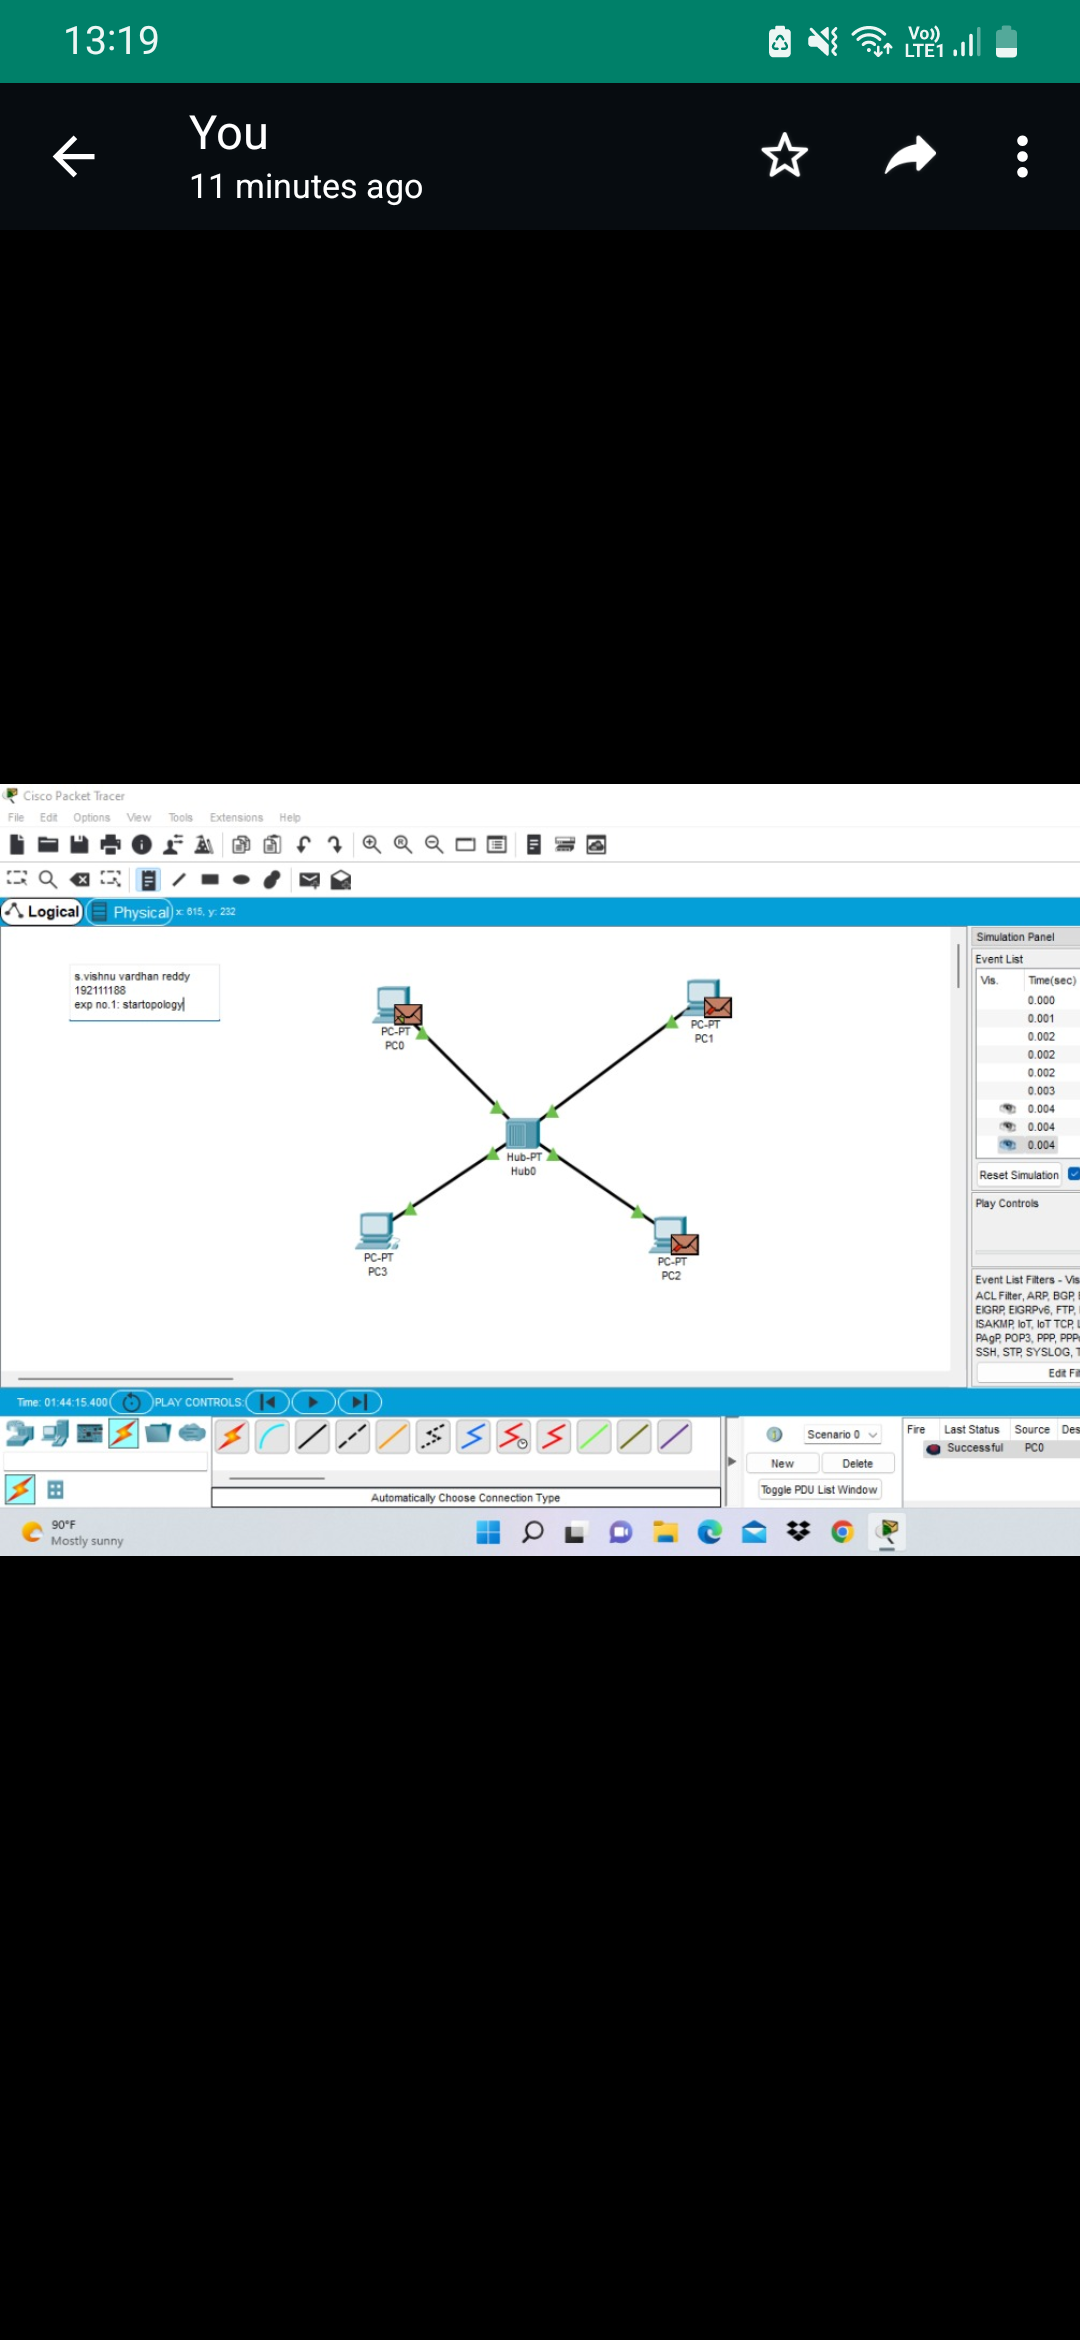 13:19
Vo))
LTE1
You
11 minutes ago
Cisco Packet Tracer
File Edit Options View Tools Extensions Help
Logical Physical x: 615, y: 232
s.vishnu vardhan reddy
192111188
exp no.1: startopology
PC-PT
PC0
PC-PT
PC1
Hub-PT
Hub0
PC-PT
PC3
PC-PT
PC2
Simulation Panel
Event List
Vis. Time(sec)
0.000
0.001
0.002
0.002
0.002
0.003
0.004
0.004
0.004
Reset Simulation
Play Controls
Event List Filters - Vis
ACL Filter, ARP, BGP,
EIGRP, EIGRPv6, FTP,
ISAKMP, IoT, IoT TCP, L
PAgP, POP3, PPP, PPP
SSH, STP, SYSLOG, T
Edit Fil
Time: 01:44:15.400 PLAY CONTROLS:
Automatically Choose Connection Type
Scenario 0
New Delete
Toggle PDU List Window
Fire Last Status Source Des
Successful PC0
90°F
Mostly sunny